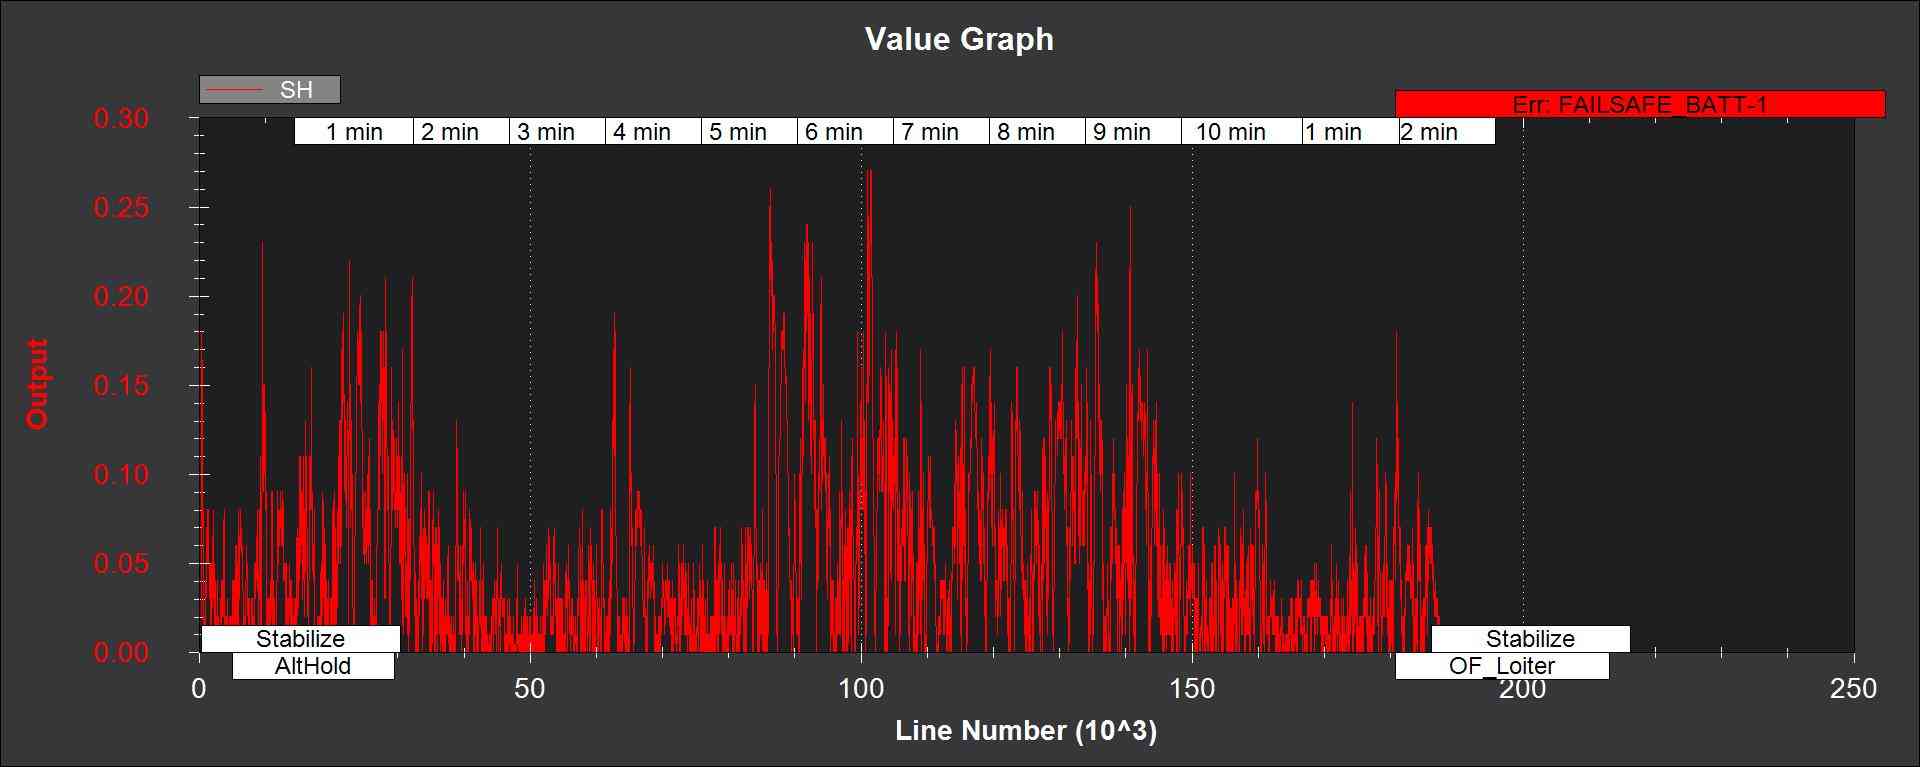 Value Graph
SH
Err: FAILSAFE_BATT-1
0.30
1 min 2 min 3 min 4 min 5 min 6 min 7 min 8 min 9 min 10 min 1 min 2 min
0.25
0.20
0.15
0.10
0.05
0.00
Output
Stabilize Stabilize
AltHold OF_Loiter
0 50 100 150 200 250
Line Number (10^3)